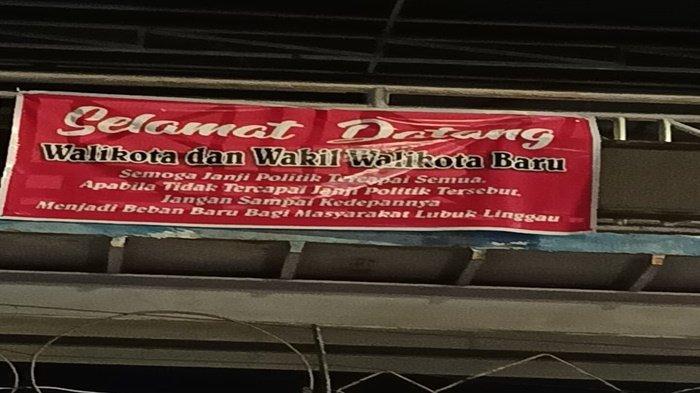 Selamat Datang
Walikota dan Wakil Walikota Baru
Semoga Janji Politik Tercapai Semua.
Apabila Tidak Tercapai Janji Politik Tersebut.
Jangan Sampai Kedepannya
Menjadi Beban Baru Bagi Masyarakat Lubuk Linggau